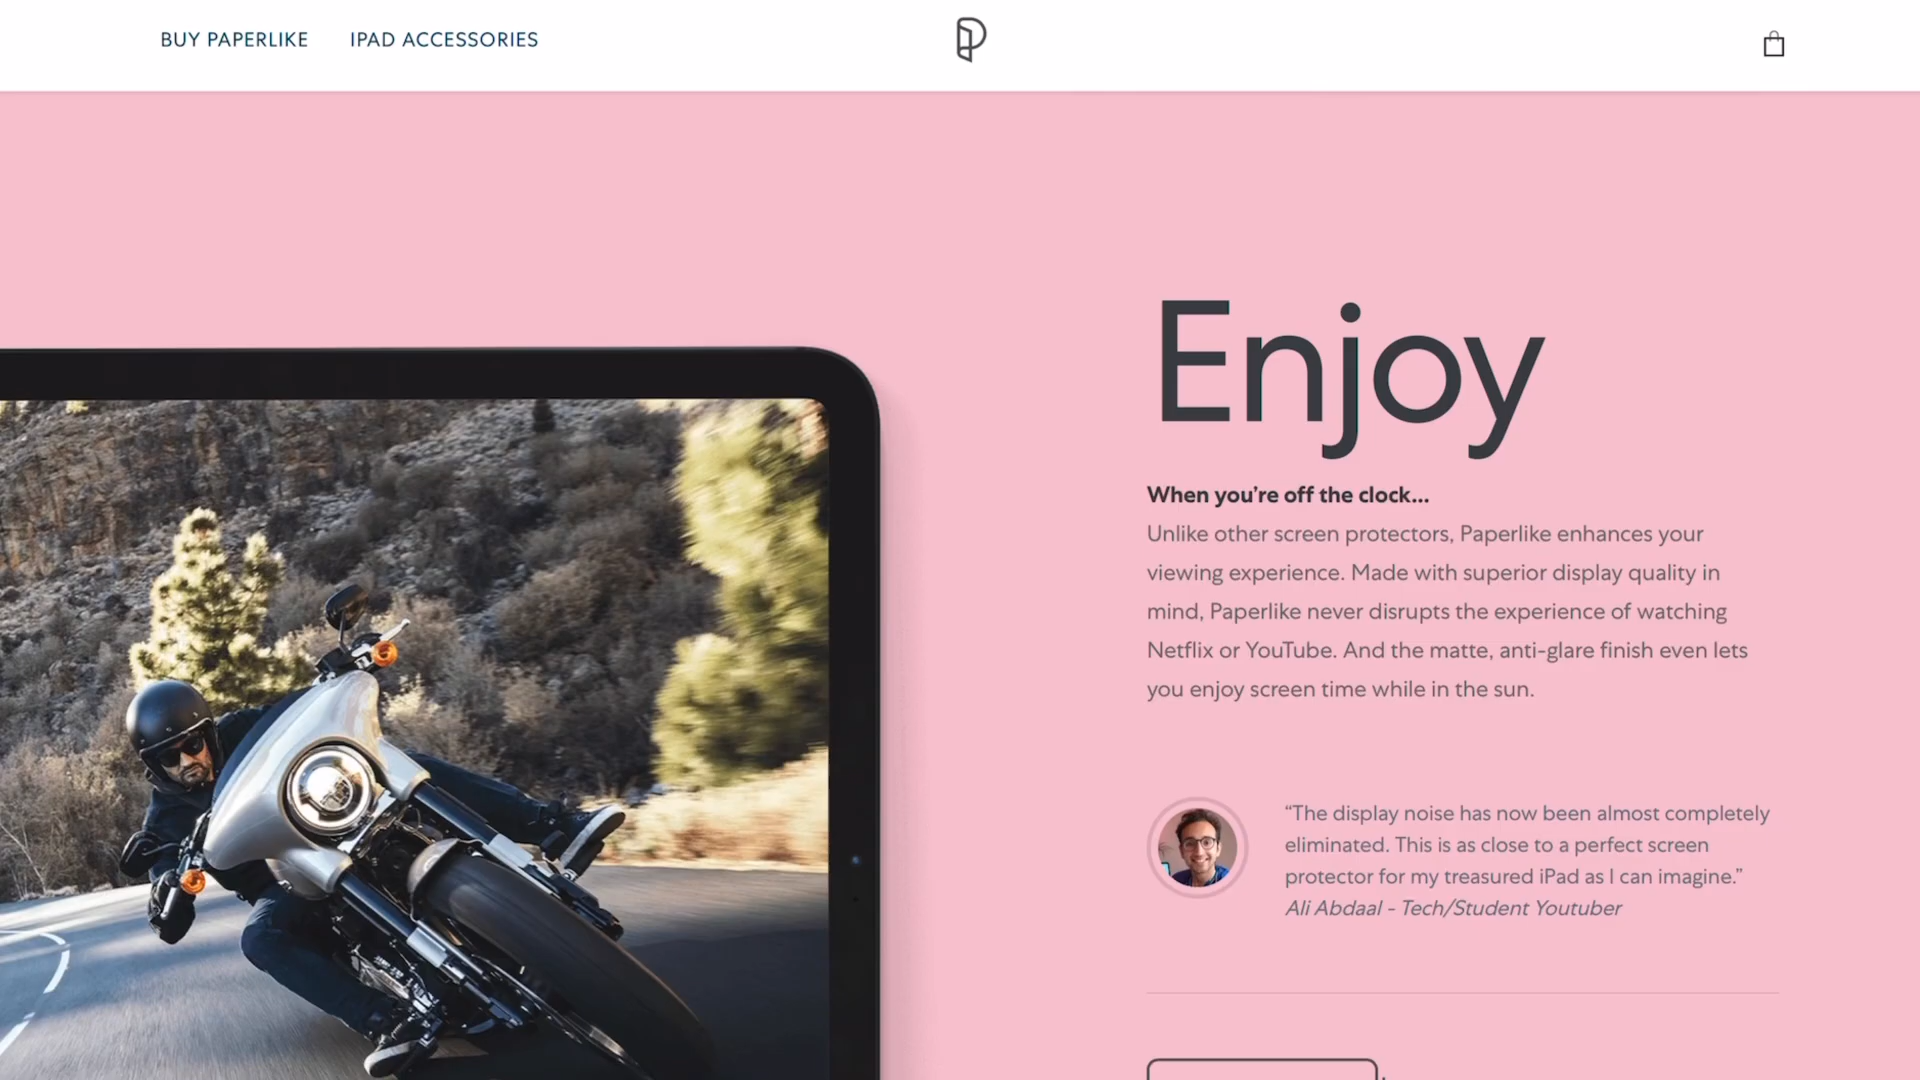 BUY PAPERLIKE
IPAD ACCESSORIES
Enjoy
When you’re off the clock...
Unlike other screen protectors, Paperlike enhances your
viewing experience. Made with superior display quality in
mind, Paperlike never disrupts the experience of watching
Netflix or YouTube. And the matte, anti-glare finish even lets
you enjoy screen time while in the sun.
“The display noise has now been almost completely
eliminated. This is as close to a perfect screen
protector for my treasured iPad as I can imagine.”
Ali Abdaal - Tech/Student Youtuber